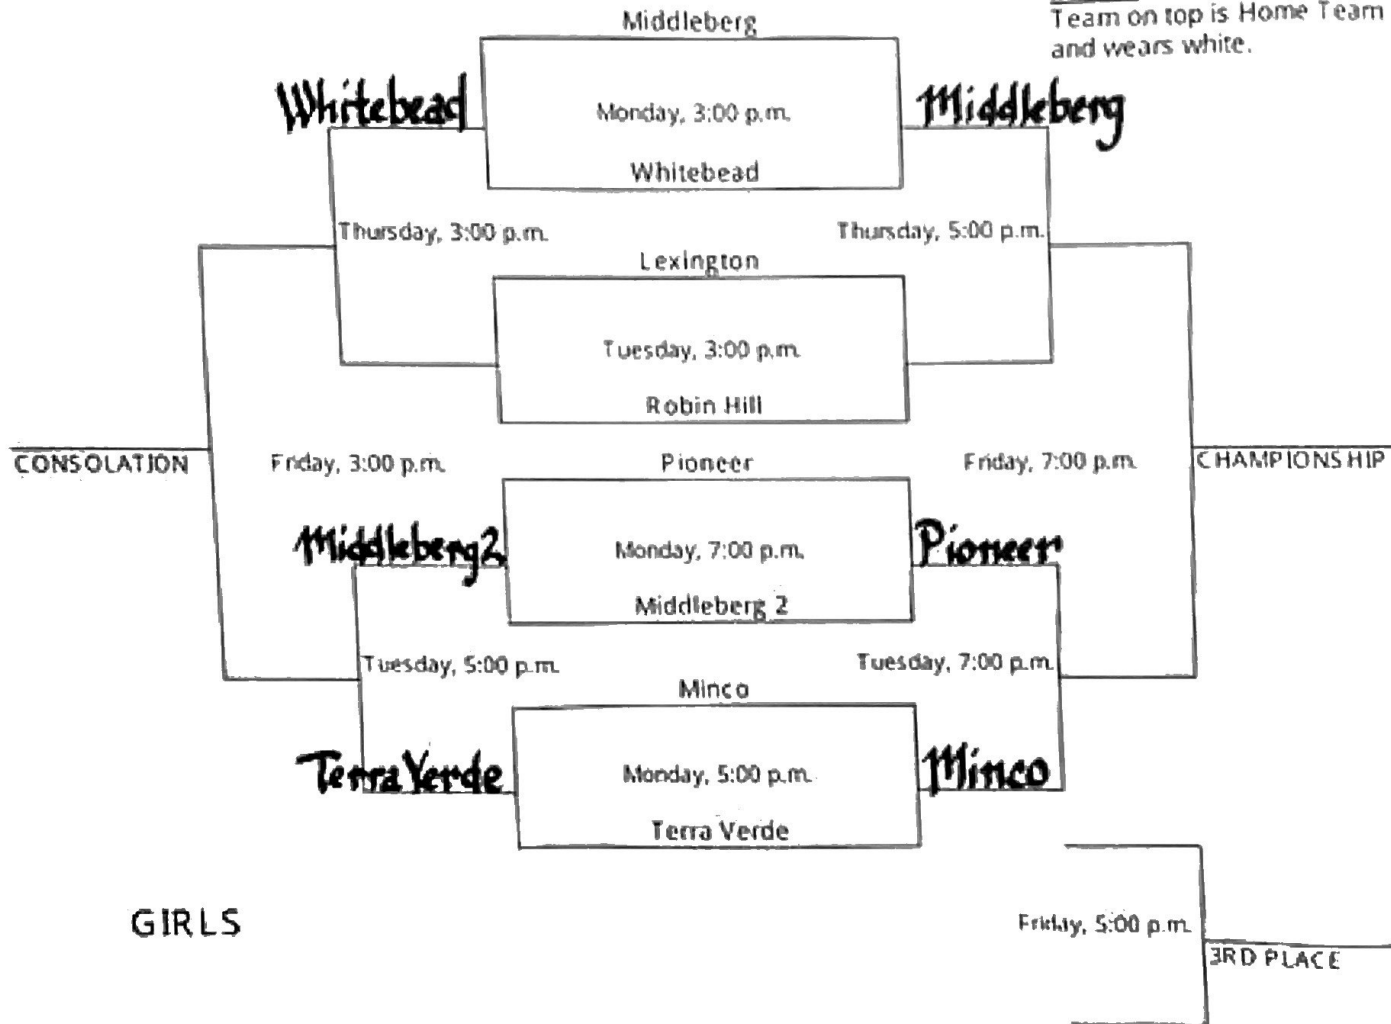 Middleberg
Team on top is Home Team
and wears white.
Whitebead
Monday, 3:00 p.m.
Middleberg
Whitebead
Thursday, 3:00 p.m.
Thursday, 5:00 p.m.
Lexington
Tuesday, 3:00 p.m.
Robin Hill
CONSOLATION
Friday, 3:00 p.m.
Pioneer
Friday, 7:00 p.m.
CHAMPIONSHIP
Middleberg2
Monday, 7:00 p.m.
Pioneer
Middleberg 2
Tuesday, 5:00 p.m.
Tuesday, 7:00 p.m.
Minco
Terra Verde
Monday, 5:00 p.m.
Minco
Terra Verde
GIRLS
Friday, 5:00 p.m.
3RD PLACE